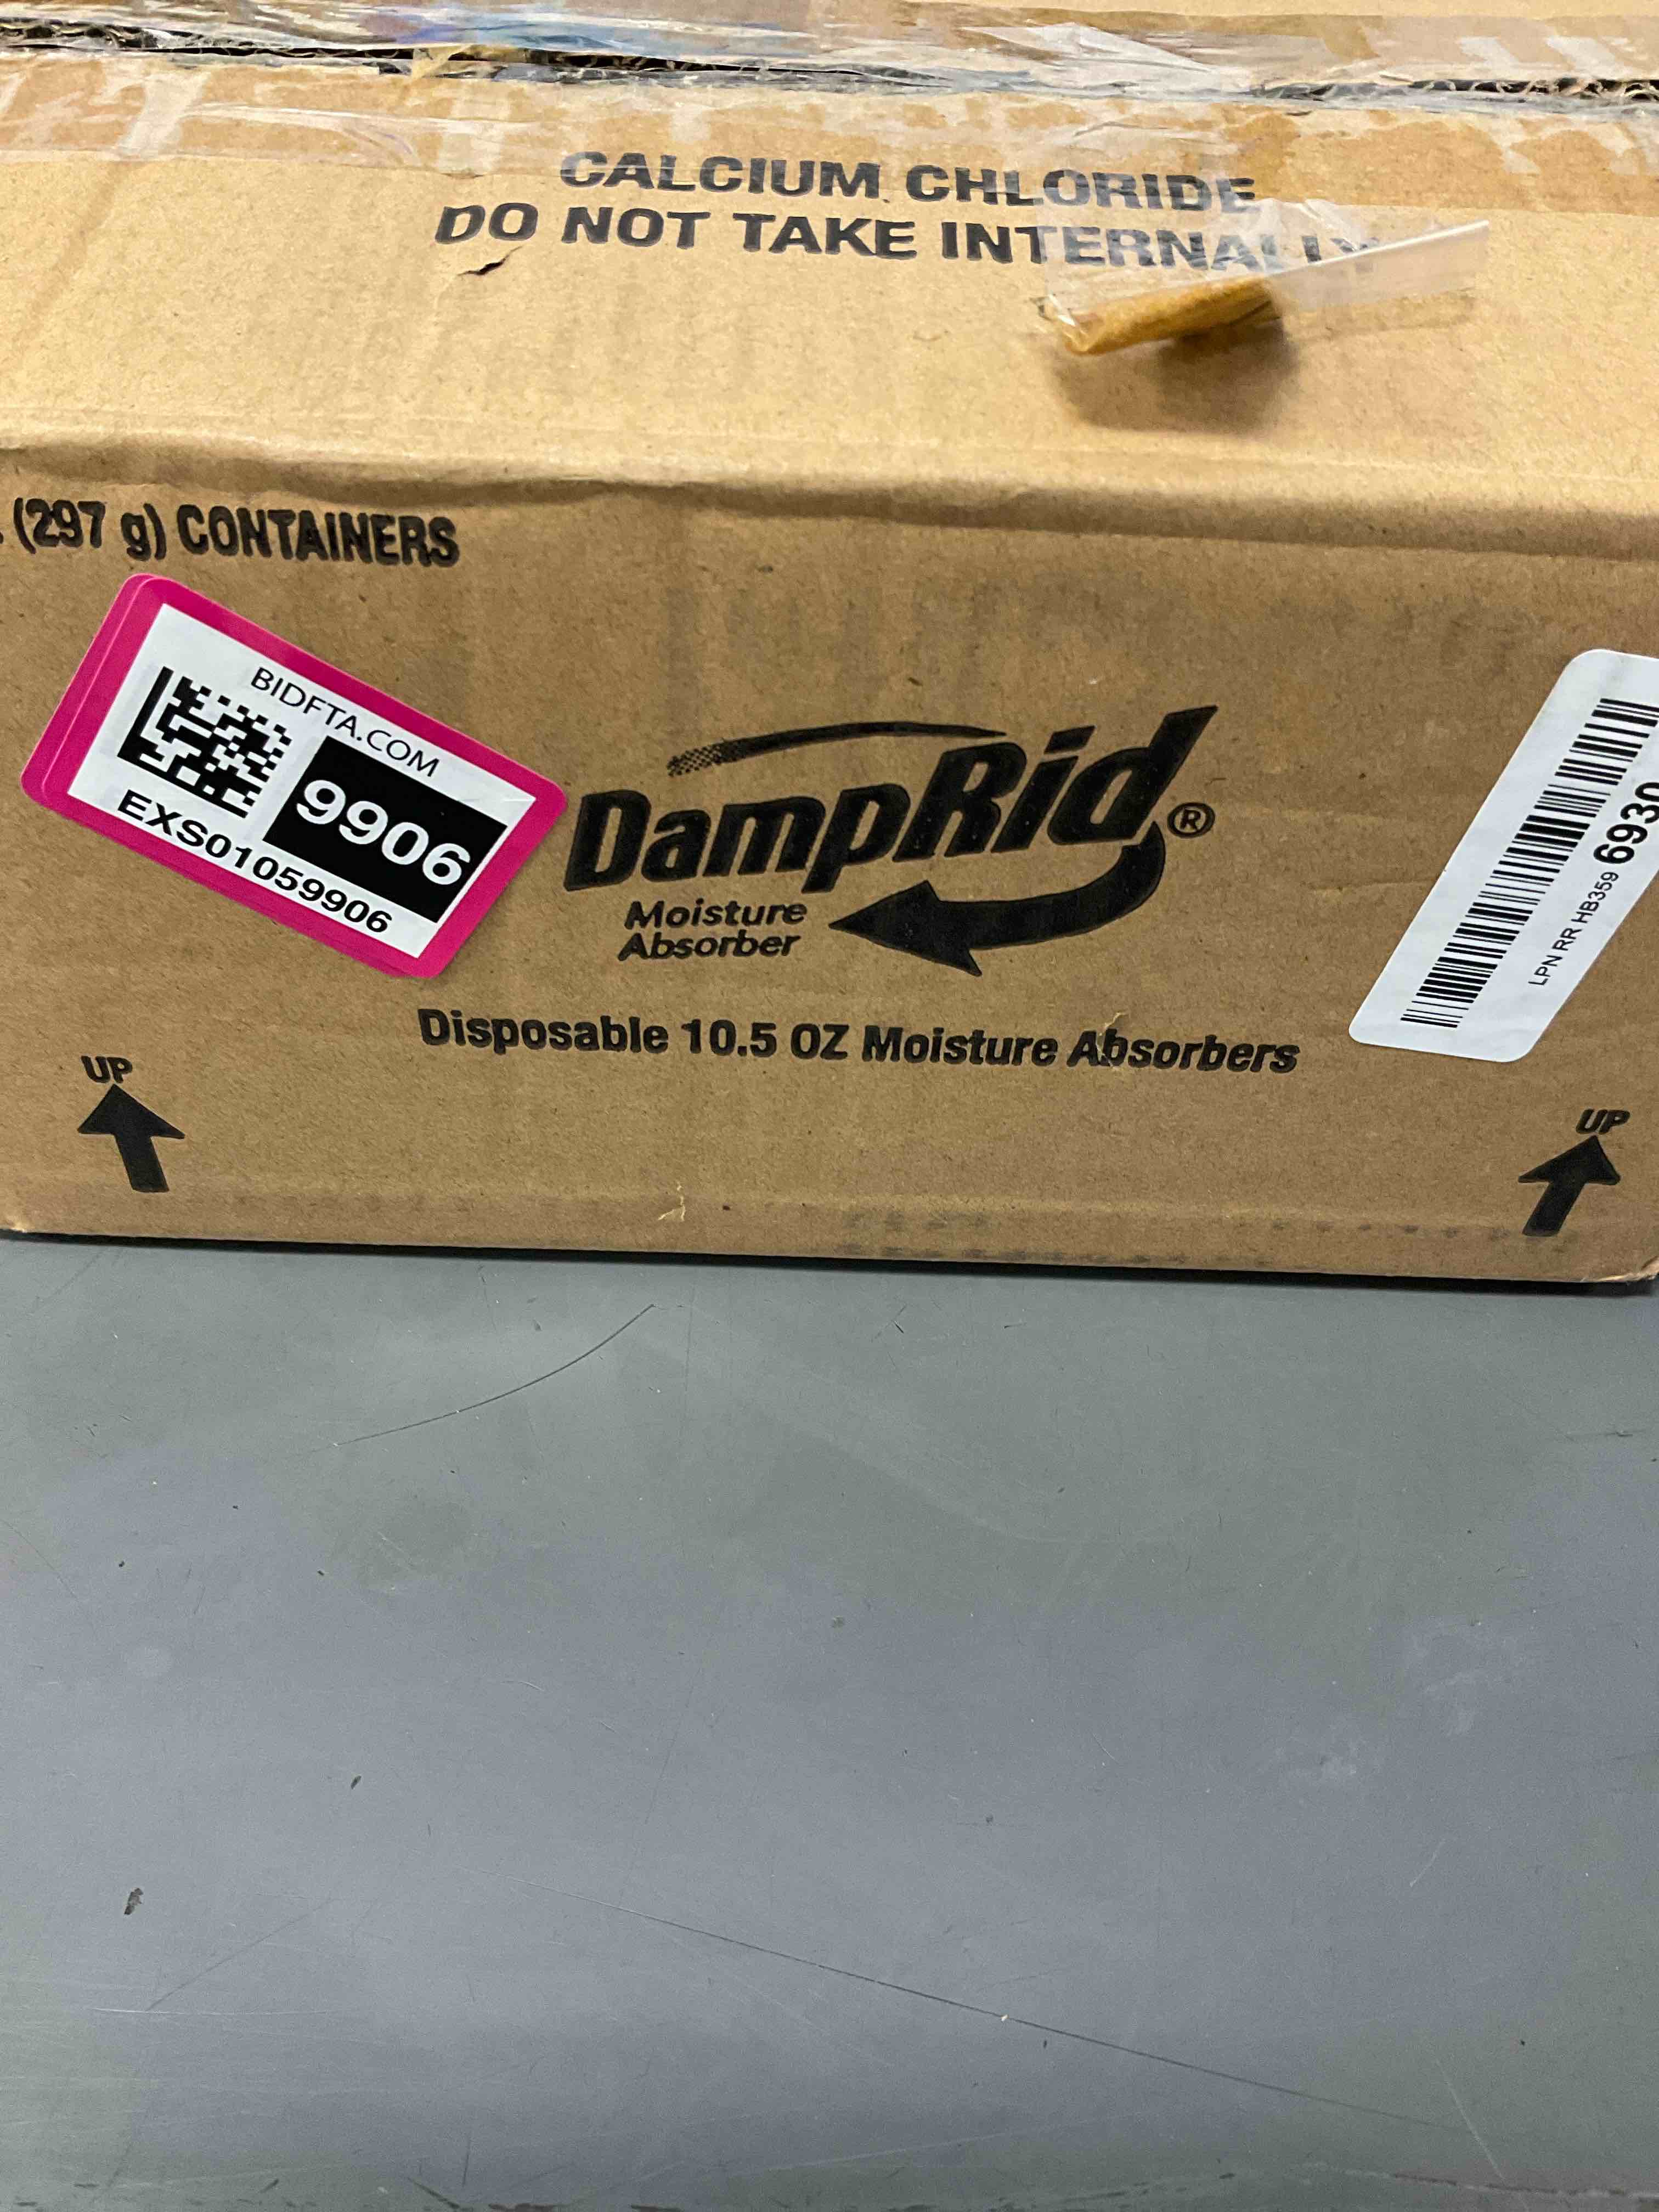 CALCIUM CHLORIDE
DO NOT TAKE INTERNALLY
(297 g) CONTAINERS
BIDFTA.COM
9906
EXS01059906
DampRid®
Moisture
Absorber
Disposable 10.5 OZ Moisture Absorbers
LPN RR HB359 6930
UP
UP